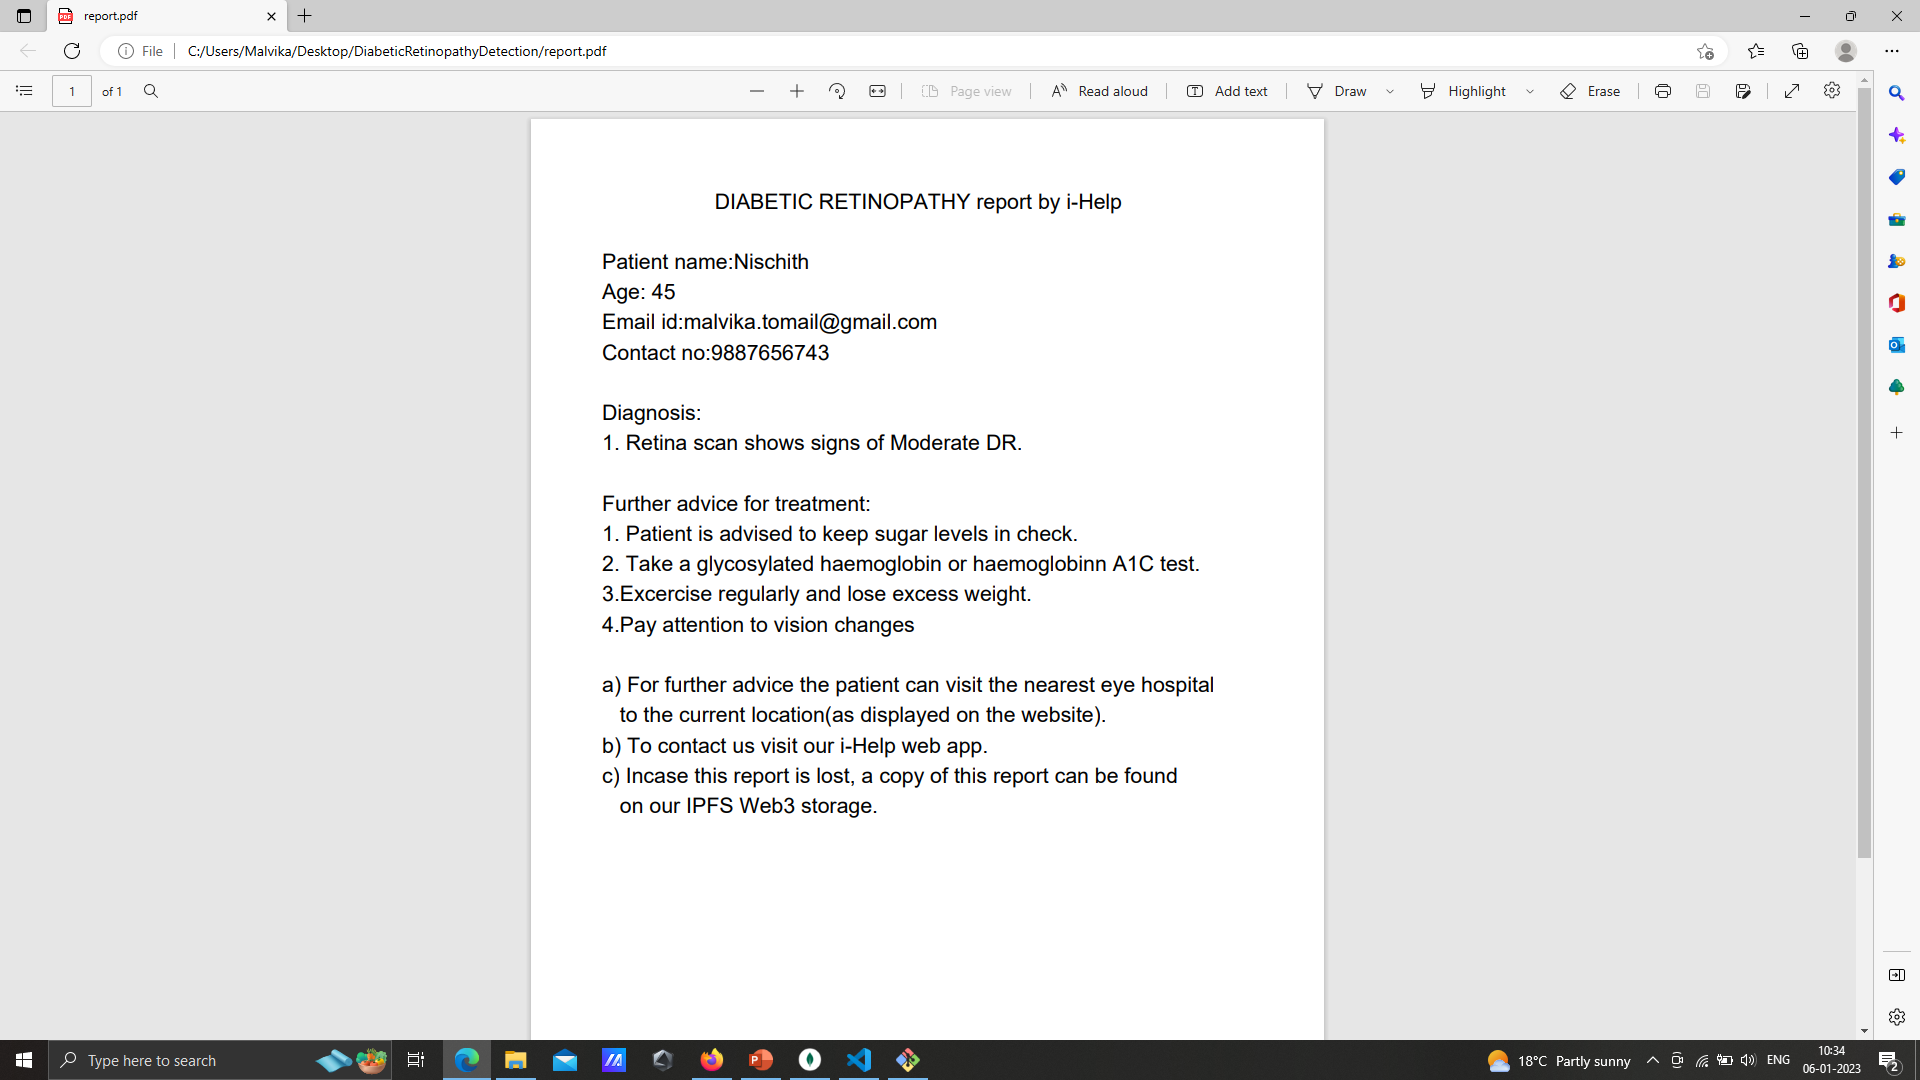 report.pdf
File
C:/Users/Malvika/Desktop/DiabeticRetinopathyDetection/report.pdf
1 of 1
Page view
Read aloud
Add text
Draw
Highlight
Erase
DIABETIC RETINOPATHY report by i-Help
Patient name:Nischith
Age: 45
Email id:malvika.tomail@gmail.com
Contact no:9887656743
Diagnosis:
1. Retina scan shows signs of Moderate DR.
Further advice for treatment:
1. Patient is advised to keep sugar levels in check.
2. Take a glycosylated haemoglobin or haemoglobinn A1C test.
3.Excercise regularly and lose excess weight.
4.Pay attention to vision changes
a) For further advice the patient can visit the nearest eye hospital
to the current location(as displayed on the website).
b) To contact us visit our i-Help web app.
c) Incase this report is lost, a copy of this report can be found
on our IPFS Web3 storage.
Type here to search
18°C Partly sunny
ENG
10:34
06-01-2023
2